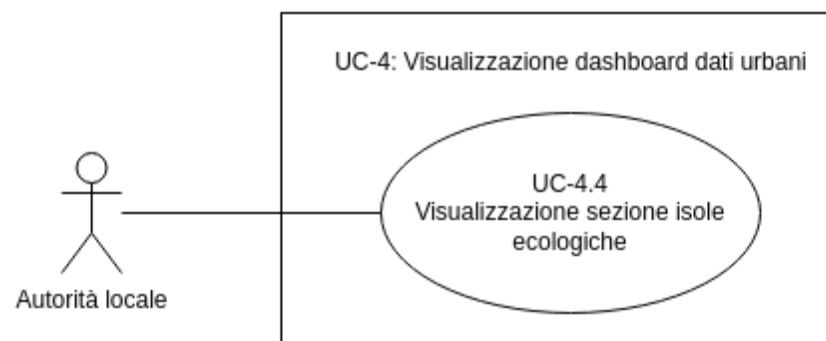 UC-4: Visualizzazione dashboard dati urbani
UC-4.4
Visualizzazione sezione isole
ecologiche
Autorità locale